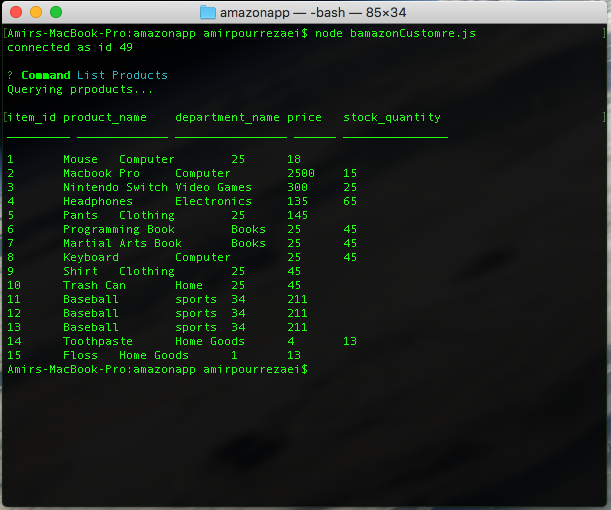 amazonapp — -bash — 85×34
[Amirs-MacBook-Pro:amazonapp amirpourrezaei$ node bamazonCustomre.js ]
connected as id 49
? Command List Products
Querying prpoducts...
[item_id product_name department_name price stock_quantity ]
_________ _____________ ________________ ______ _______________
1 Mouse Computer 25 18
2 Macbook Pro Computer 2500 15
3 Nintendo Switch Video Games 300 25
4 Headphones Electronics 135 65
5 Pants Clothing 25 145
6 Programming Book Books 25 45
7 Martial Arts Book Books 25 45
8 Keyboard Computer 25 45
9 Shirt Clothing 25 45
10 Trash Can Home 25 45
11 Baseball sports 34 211
12 Baseball sports 34 211
13 Baseball sports 34 211
14 Toothpaste Home Goods 4 13
15 Floss Home Goods 1 13
Amirs-MacBook-Pro:amazonapp amirpourrezaei$